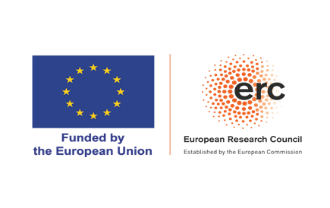 Funded by
the European Union
erc
European Research Council
Established by the European Commission